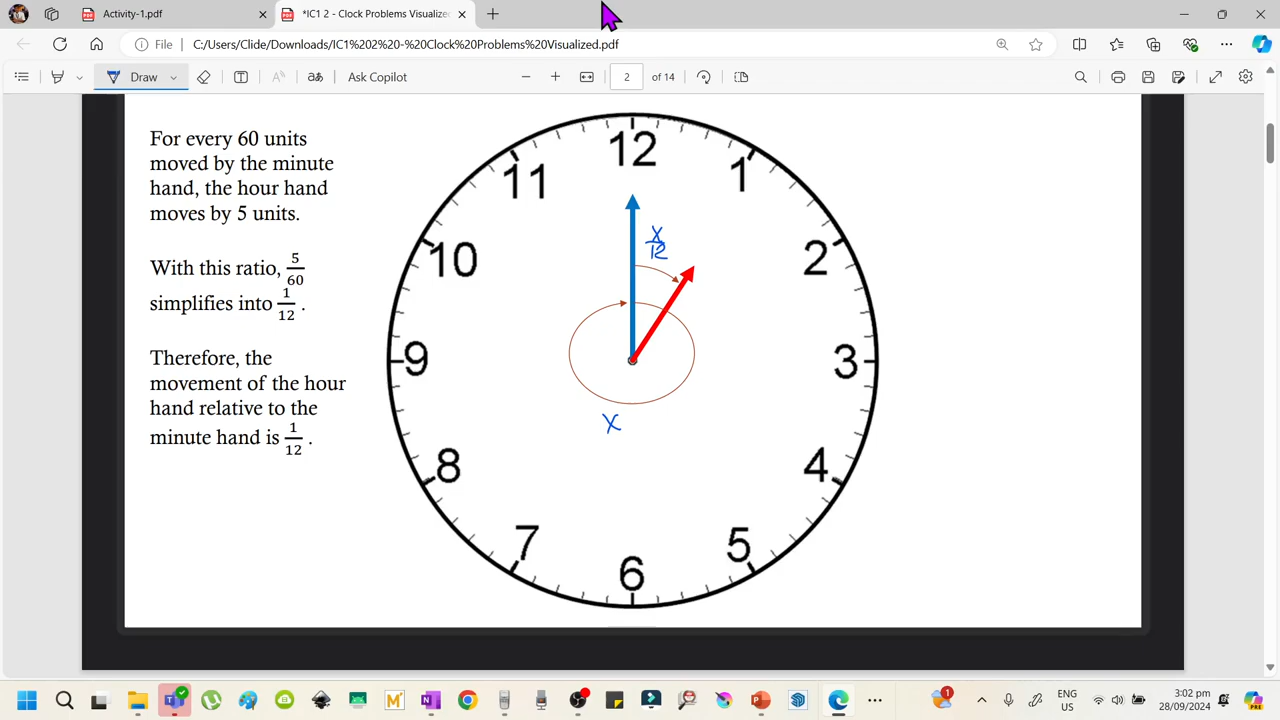 Activity-1.pdf
*IC1 2 - Clock Problems Visualized
File
C:/Users/Clide/Downloads/IC1%202%20-%20Clock%20Problems%20Visualized.pdf
Draw
Ask Copilot
2
of 14
For every 60 units
moved by the minute
hand, the hour hand
moves by 5 units.
With this ratio, 5/60
simplifies into 1/12 .
Therefore, the
movement of the hour
hand relative to the
minute hand is 1/12 .
12
1
2
3
4
5
6
7
8
9
10
11
x/12
x
ENG
US
3:02 pm
28/09/2024